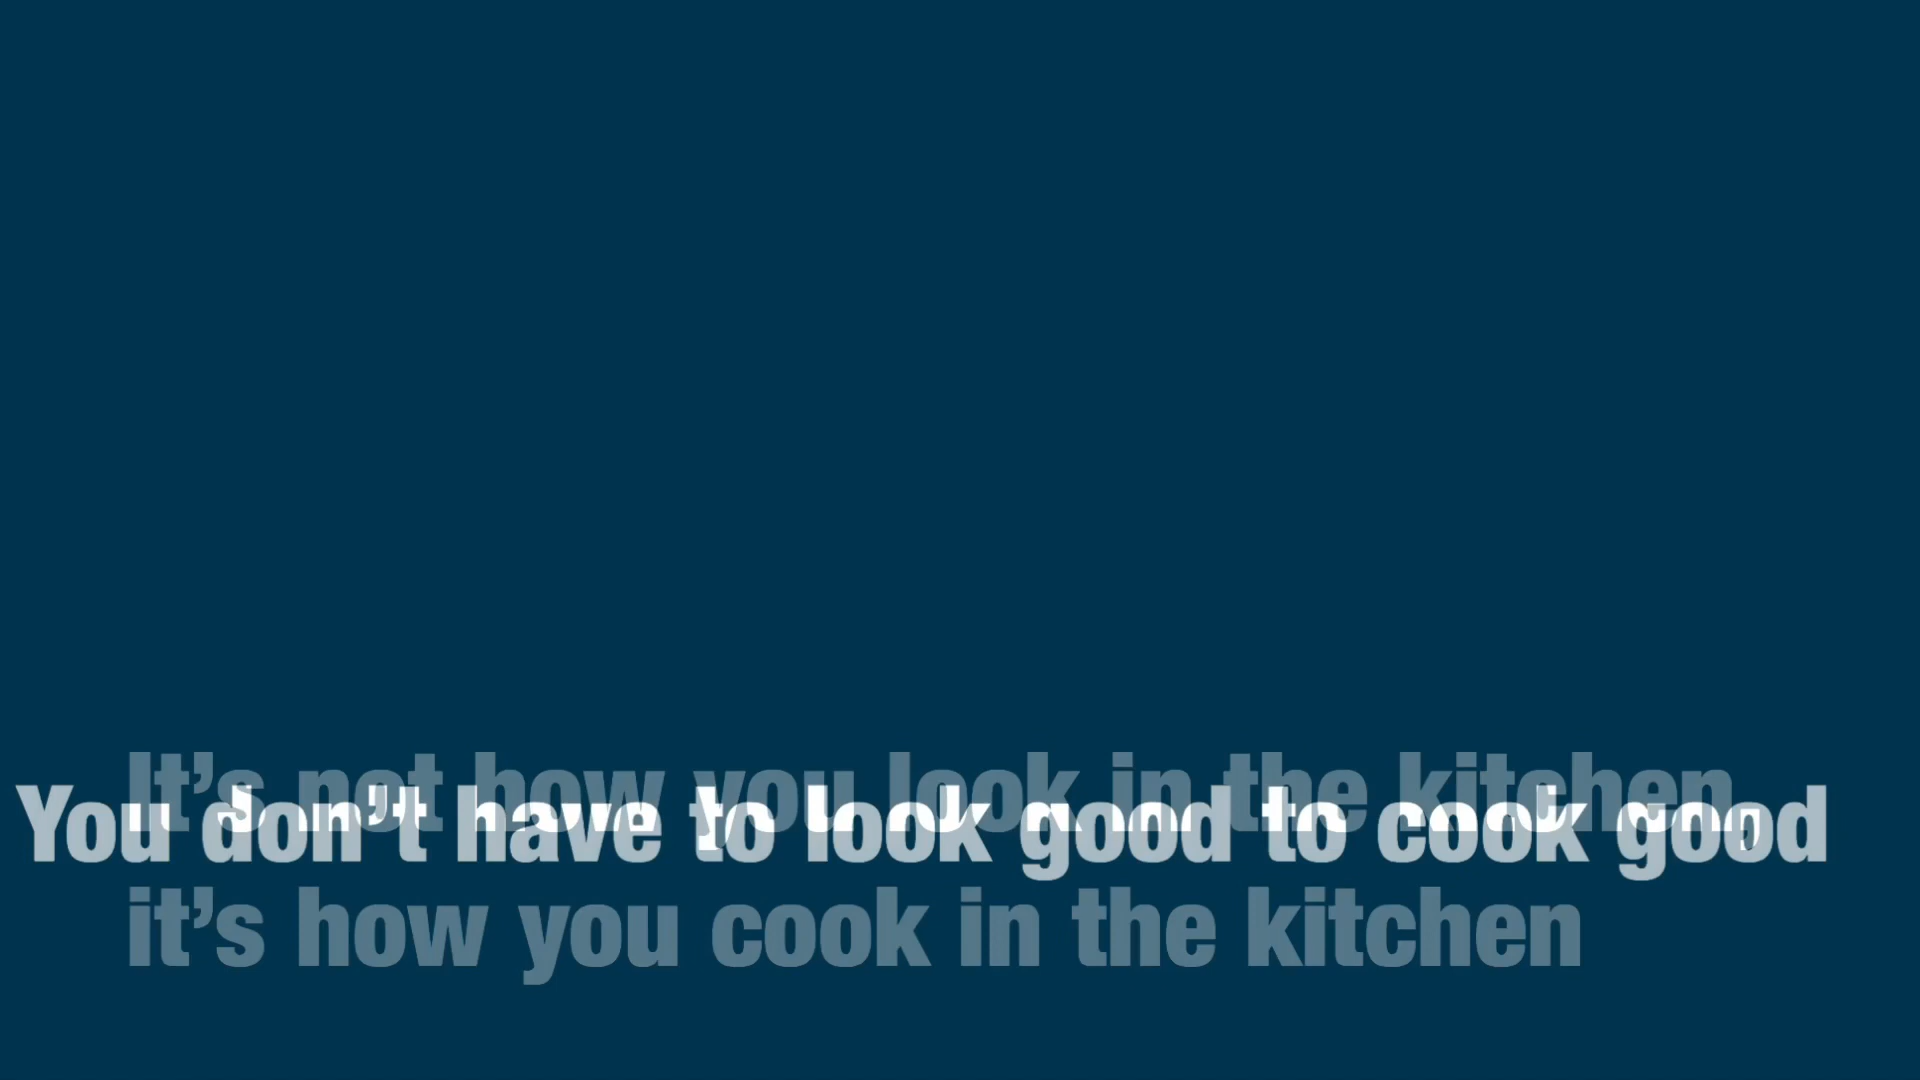 It’s not how you look in the kitchen,
You don’t have to look good to cook good
it’s how you cook in the kitchen